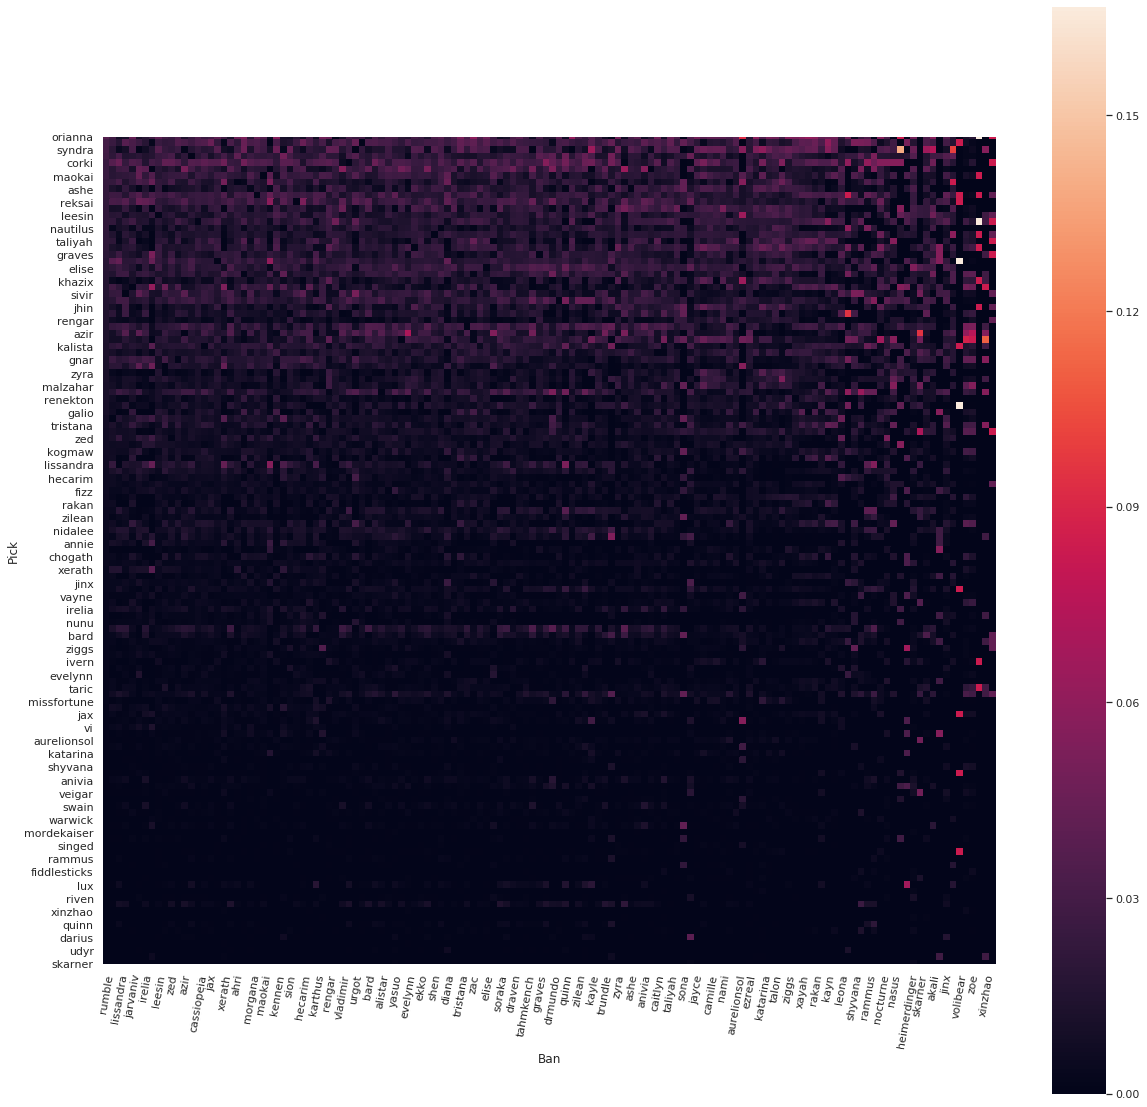 orianna
syndra
corki
maokai
ashe
reksai
leesin
nautilus
taliyah
graves
elise
khazix
sivir
jhin
rengar
azir
kalista
gnar
zyra
malzahar
renekton
galio
tristana
zed
kogmaw
lissandra
hecarim
fizz
rakan
zilean
nidalee
annie
chogath
xerath
jinx
vayne
irelia
nunu
bard
ziggs
ivern
evelynn
taric
missfortune
jax
vi
aurelionsol
katarina
shyvana
anivia
veigar
swain
warwick
mordekaiser
singed
rammus
fiddlesticks
lux
riven
xinzhao
quinn
darius
udyr
skarner
Pick
rumble
lissandra
jarvaniv
irelia
leesin
zed
azir
cassiopeia
jax
xerath
ahri
morgana
maokai
kennen
sion
hecarim
karthus
rengar
vladimir
urgot
bard
alistar
yasuo
evelynn
ekko
shen
diana
tristana
zac
elise
soraka
draven
tahmkench
graves
drmundo
quinn
zilean
kayle
trundle
zyra
ashe
anivia
caitlyn
taliyah
sona
jayce
camille
nami
aurelionsol
ezreal
katarina
talon
ziggs
xayah
rakan
kayn
leona
shyvana
rammus
nocturne
nasus
heimerdinger
skarner
akali
jinx
volibear
zoe
xinzhao
Ban
0.15
0.12
0.09
0.06
0.03
0.00